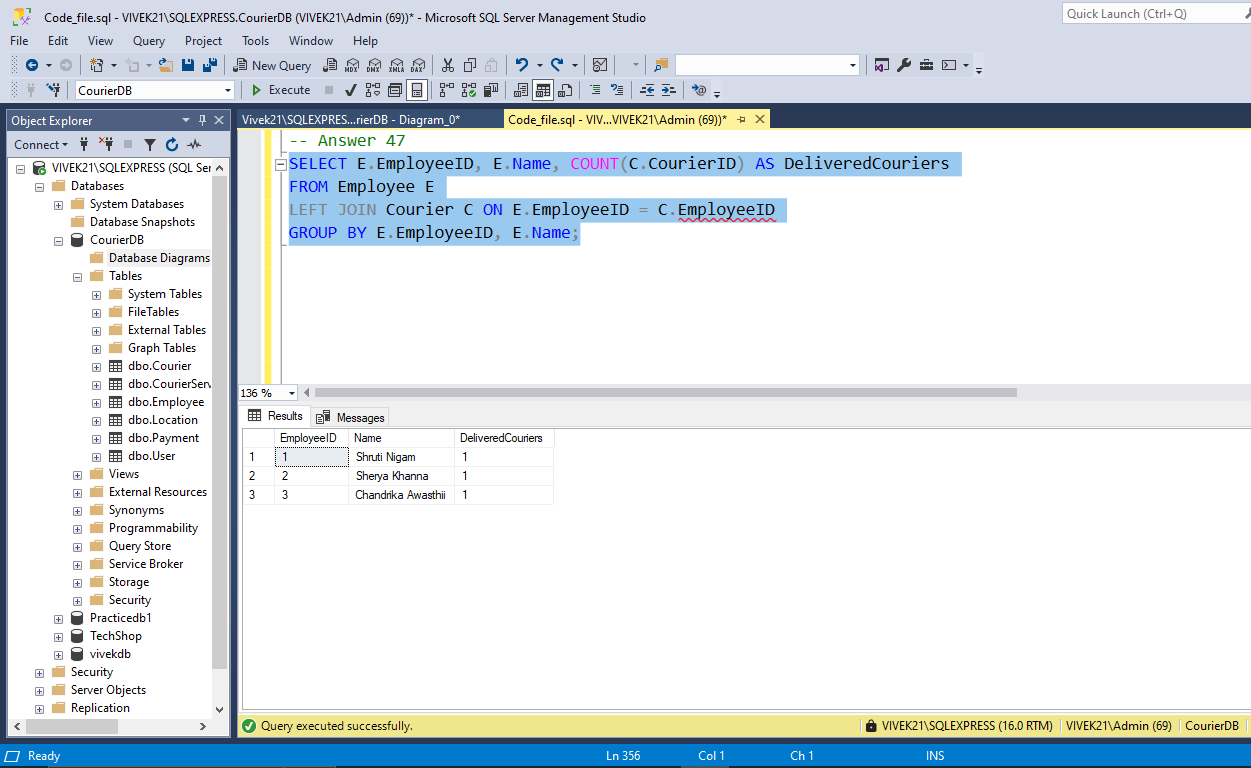 Code_file.sql - VIVEK21\SQLEXPRESS.CourierDB (VIVEK21\Admin (69))* - Microsoft SQL Server Management Studio
Quick Launch (Ctrl+Q)
File Edit View Query Project Tools Window Help
New Query MDX DMX XMLA DAX
CourierDB Execute
Object Explorer
Vivek21\SQLEXPRES...rierDB - Diagram_0*
Code_file.sql - VIV...VIVEK21\Admin (69))*
Connect
VIVEK21\SQLEXPRESS (SQL Ser
Databases
System Databases
Database Snapshots
CourierDB
Database Diagrams
Tables
System Tables
FileTables
External Tables
Graph Tables
dbo.Courier
dbo.CourierServ
dbo.Employee
dbo.Location
dbo.Payment
dbo.User
Views
External Resources
Synonyms
Programmability
Query Store
Service Broker
Storage
Security
Practicedb1
TechShop
vivekdb
Security
Server Objects
Replication
-- Answer 47
SELECT E.EmployeeID, E.Name, COUNT(C.CourierID) AS DeliveredCouriers
FROM Employee E
LEFT JOIN Courier C ON E.EmployeeID = C.EmployeeID
GROUP BY E.EmployeeID, E.Name;
136 %
Results Messages
EmployeeID Name DeliveredCouriers
1 1 Shruti Nigam 1
2 2 Sherya Khanna 1
3 3 Chandrika Awasthii 1
Query executed successfully.
VIVEK21\SQLEXPRESS (16.0 RTM) VIVEK21\Admin (69) CourierDB
Ready Ln 356 Col 1 Ch 1 INS